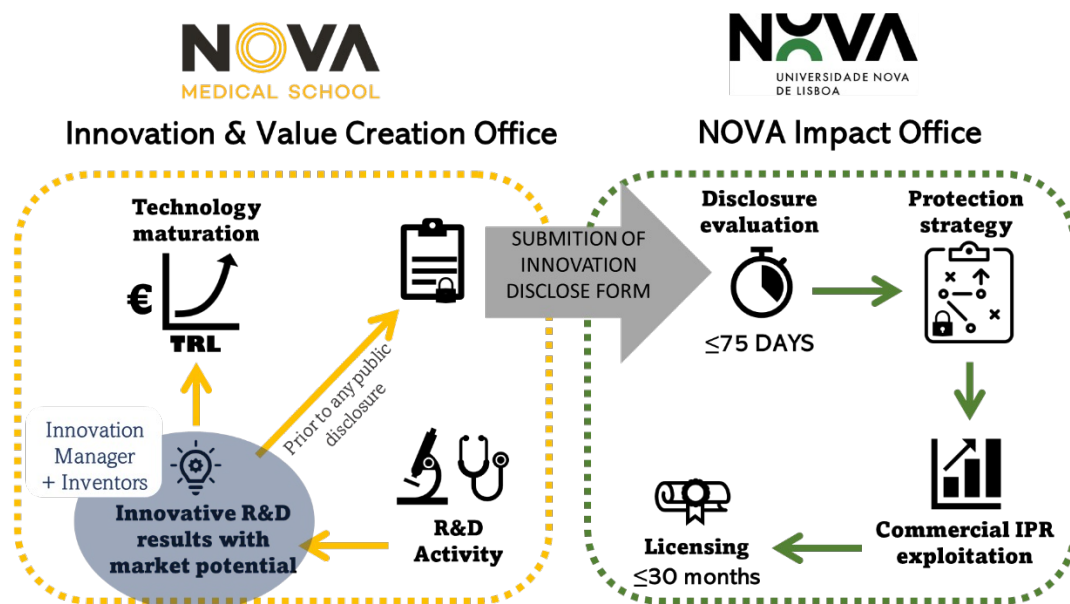 NOVA
MEDICAL SCHOOL
Innovation & Value Creation Office
Technology
maturation
€
TRL
Prior to any public
disclosure
Innovation
Manager
+ Inventors
Innovative R&D
results with
market potential
R&D
Activity
SUBMITION OF
INNOVATION
DISCLOSE FORM
NOVA
UNIVERSIDADE NOVA
DE LISBOA
NOVA Impact Office
Disclosure
evaluation
≤75 DAYS
Protection
strategy
Commercial IPR
exploitation
Licensing
≤30 months